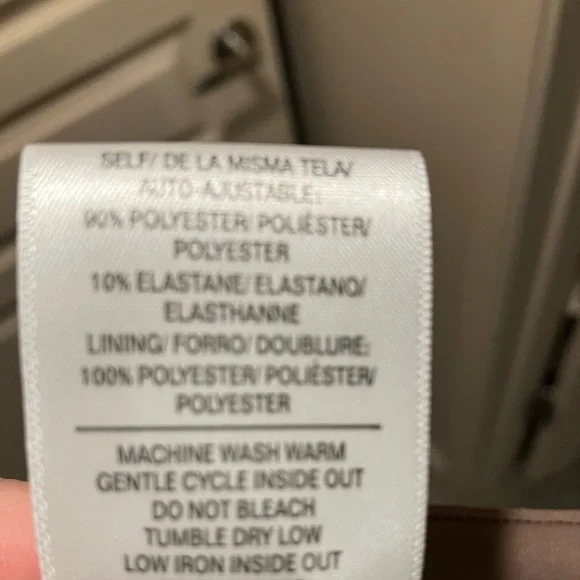 SELF/ DE LA MISMA TELA/
AUTO-AJUSTABLE:
90% POLYESTER/ POLIÉSTER/
POLYESTER
10% ELASTANE/ ELASTANO/
ELASTHANNE
LINING/ FORRO/ DOUBLURE:
100% POLYESTER/ POLIÉSTER/
POLYESTER
MACHINE WASH WARM
GENTLE CYCLE INSIDE OUT
DO NOT BLEACH
TUMBLE DRY LOW
LOW IRON INSIDE OUT